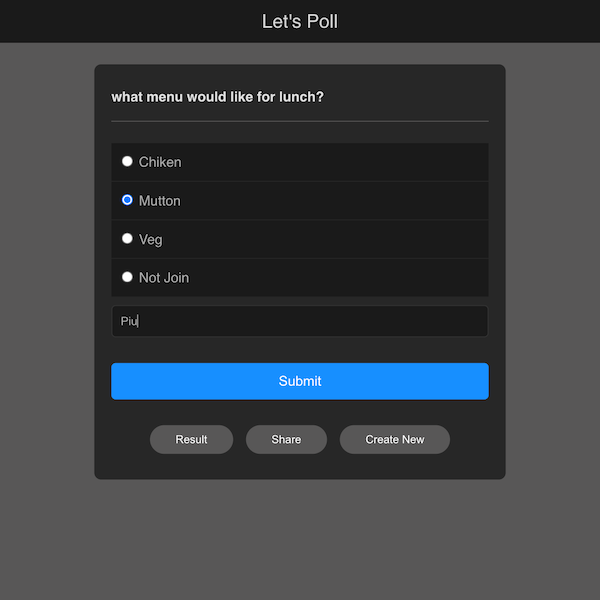 Let's Poll
what menu would like for lunch?
Chiken
Mutton
Veg
Not Join
Piu
Submit
Result Share Create New